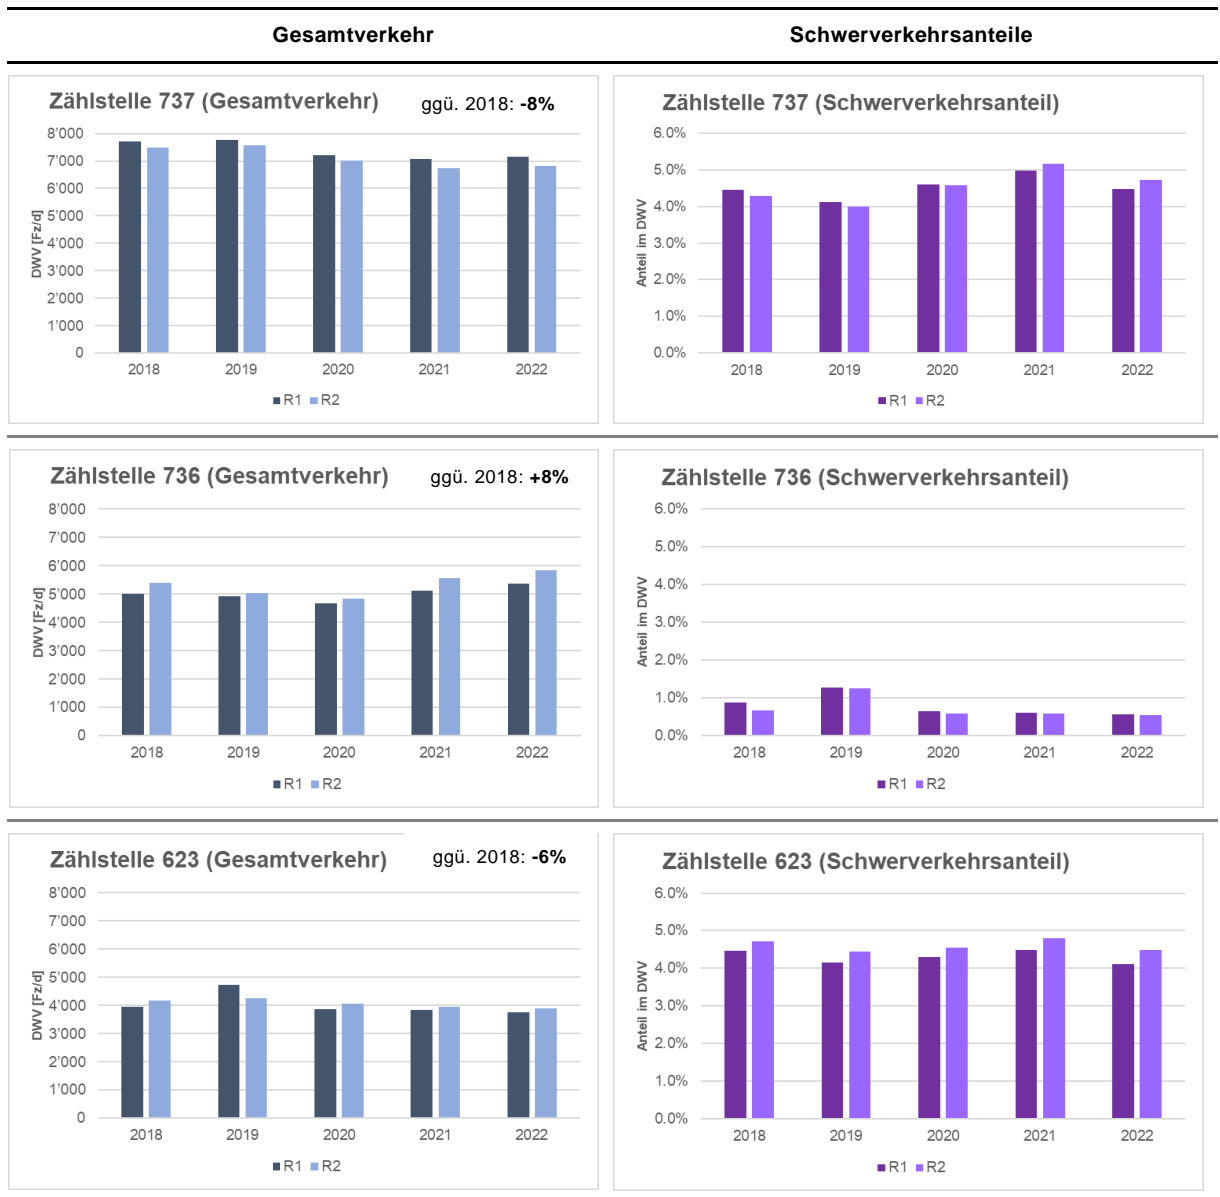 Gesamtverkehr
Schwerverkehrsanteile
Zählstelle 737 (Gesamtverkehr)
ggü. 2018: -8%
8'000
7'000
6'000
5'000
4'000
3'000
2'000
1'000
0
DWV [Fz/d]
2018 2019 2020 2021 2022
R1 R2
Zählstelle 737 (Schwerverkehrsanteil)
6.0%
5.0%
4.0%
3.0%
2.0%
1.0%
0.0%
Anteil im DWV
2018 2019 2020 2021 2022
R1 R2
Zählstelle 736 (Gesamtverkehr)
ggü. 2018: +8%
8'000
7'000
6'000
5'000
4'000
3'000
2'000
1'000
0
DWV [Fz/d]
2018 2019 2020 2021 2022
R1 R2
Zählstelle 736 (Schwerverkehrsanteil)
6.0%
5.0%
4.0%
3.0%
2.0%
1.0%
0.0%
Anteil im DWV
2018 2019 2020 2021 2022
R1 R2
Zählstelle 623 (Gesamtverkehr)
ggü. 2018: -6%
8'000
7'000
6'000
5'000
4'000
3'000
2'000
1'000
0
DWV [Fz/d]
2018 2019 2020 2021 2022
R1 R2
Zählstelle 623 (Schwerverkehrsanteil)
6.0%
5.0%
4.0%
3.0%
2.0%
1.0%
0.0%
Anteil im DWV
2018 2019 2020 2021 2022
R1 R2